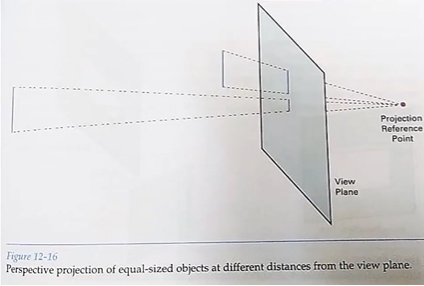 Projection
Reference
Point
View
Plane
Figure 12-16
Perspective projection of equal-sized objects at different distances from the view plane.